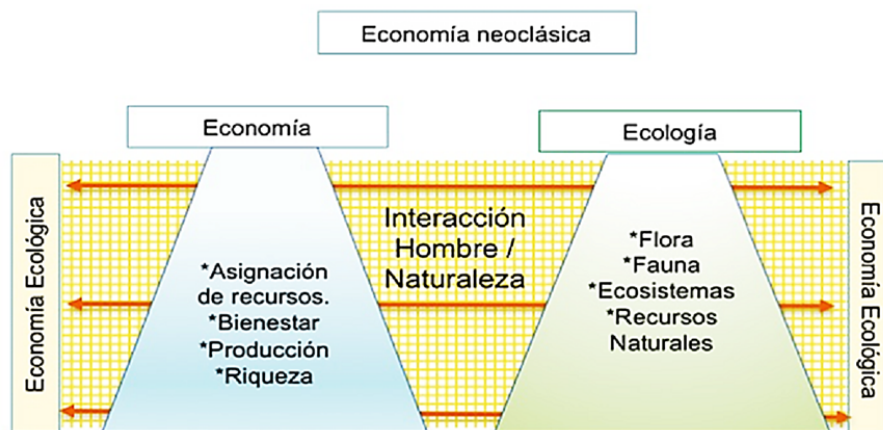 Economía neoclásica
Economía
Ecología
Economía Ecológica
Interacción
Hombre /
Naturaleza
*Asignación
de recursos.
*Bienestar
*Producción
*Riqueza
*Flora
*Fauna
*Ecosistemas
*Recursos
Naturales
Economía Ecológica